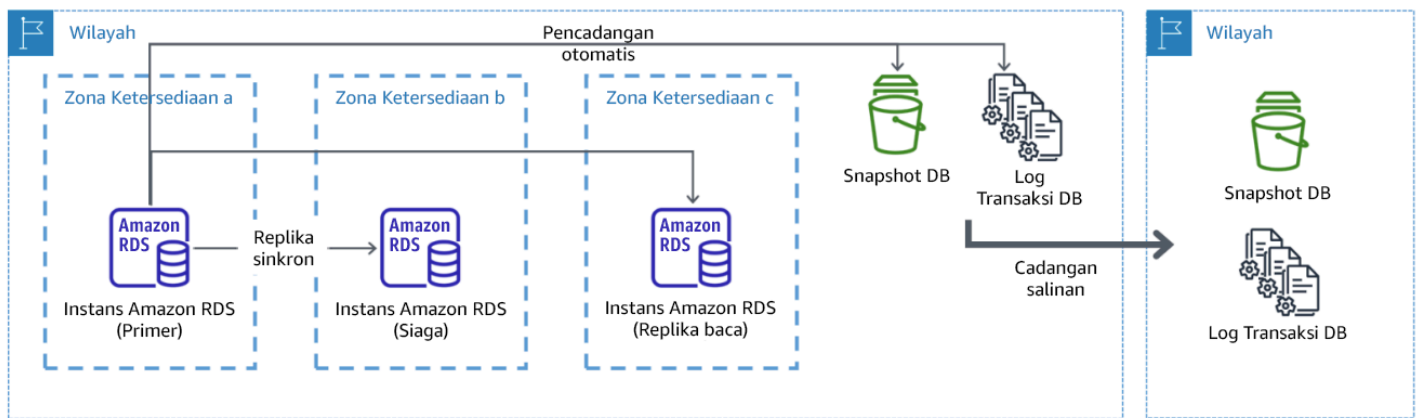 Wilayah
Pencadangan
otomatis
Wilayah
Zona Ketersediaan a
Zona Ketersediaan b
Zona Ketersediaan c
Snapshot DB
Log
Transaksi DB
Snapshot DB
Amazon
RDS
Replika
sinkron
Amazon
RDS
Amazon
RDS
Cadangan
salinan
Instans Amazon RDS
(Primer)
Instans Amazon RDS
(Siaga)
Instans Amazon RDS
(Replika baca)
Log Transaksi DB